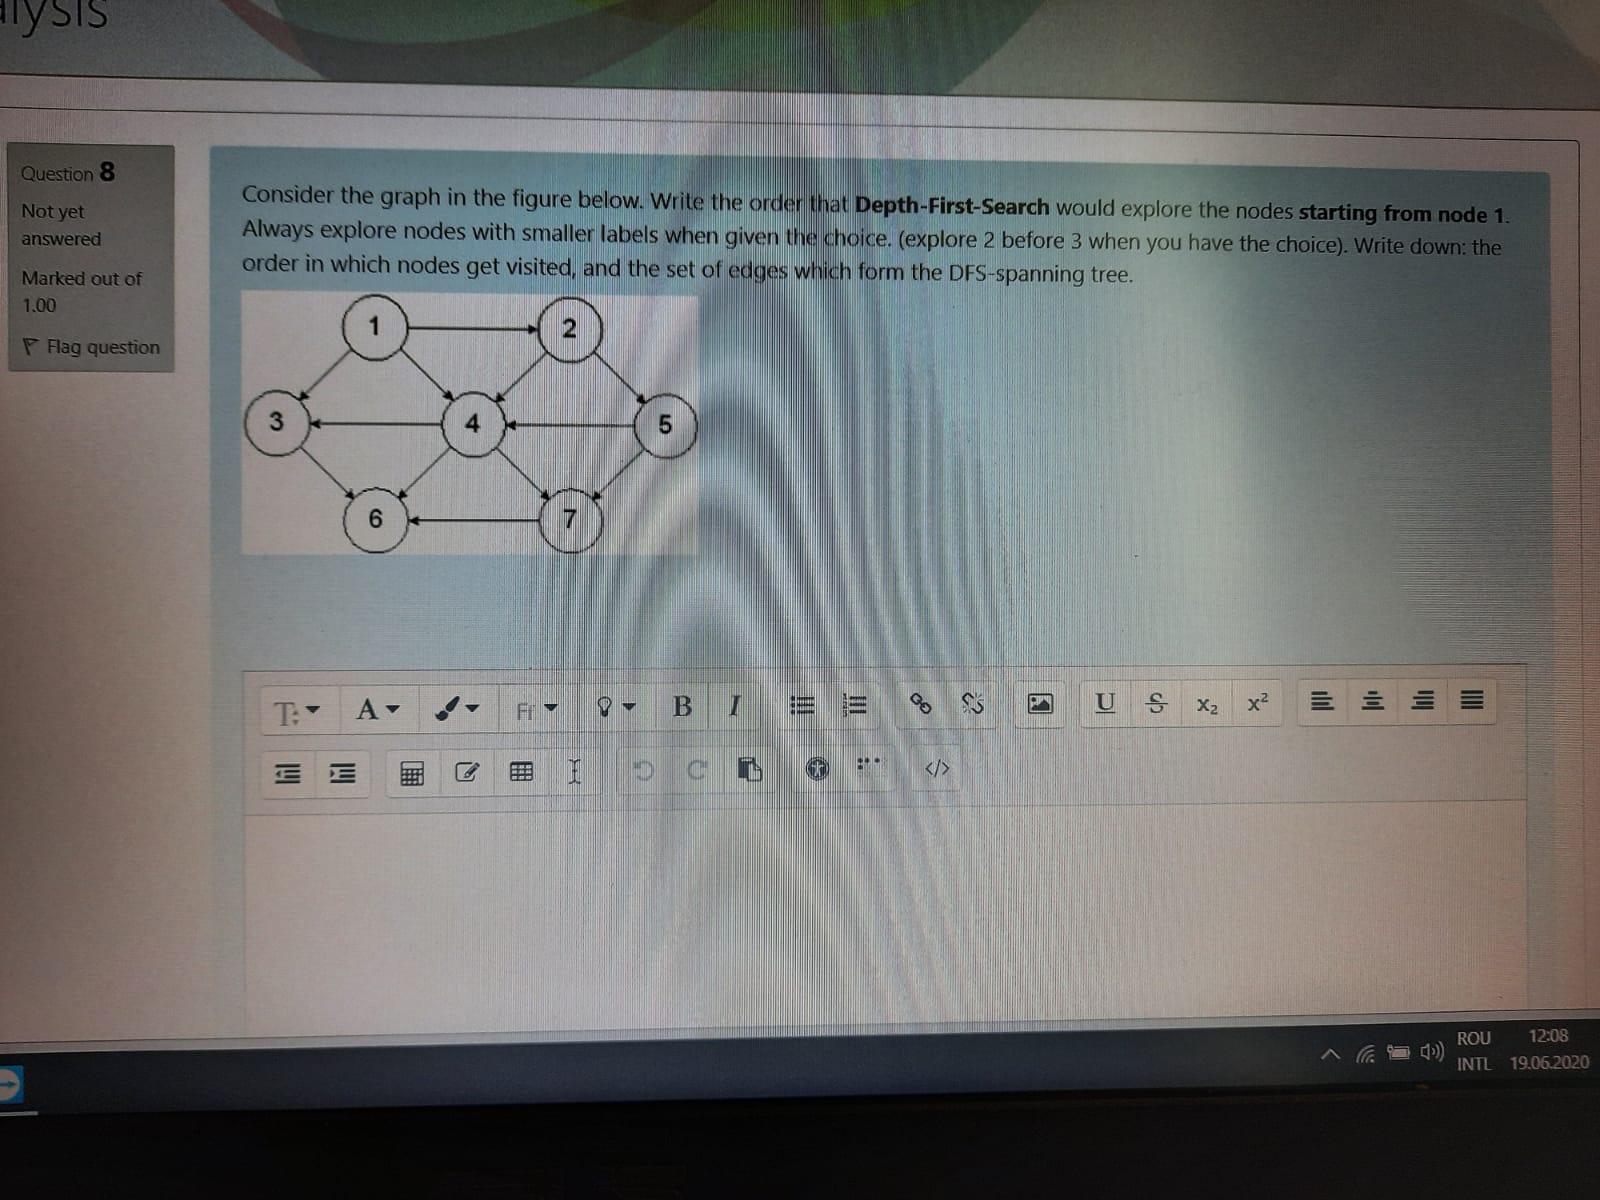 Question 8
Not yet
answered
Marked out of
1.00
Flag question
Consider the graph in the figure below. Write the order that Depth-First-Search would explore the nodes starting from node 1.
Always explore nodes with smaller labels when given the choice. (explore 2 before 3 when you have the choice). Write down: the
order in which nodes get visited, and the set of edges which form the DFS-spanning tree.
1
2
3
4
5
6
7
T:
A
Fr
B
I
U
S
x₂
x²
</>
ROU
12:08
INTL
19.06.2020